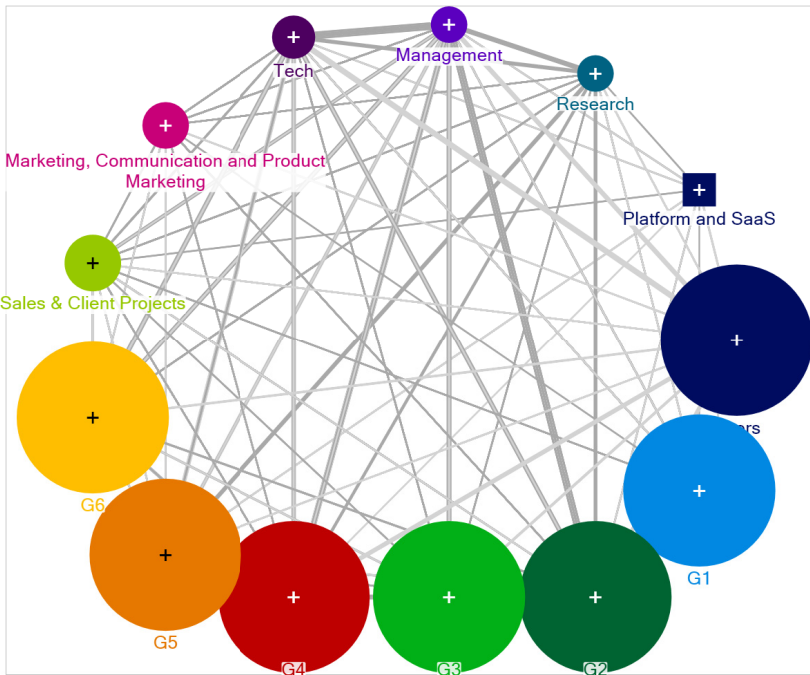 Management
Tech
Research
Marketing, Communication and Product
Marketing
Platform and SaaS
Sales & Client Projects
G6
G1
G5
G4
G3
G2